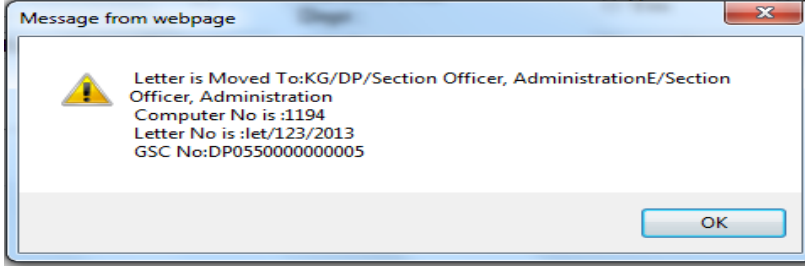 Message from webpage
Letter is Moved To:KG/DP/Section Officer, AdministrationE/Section
Officer, Administration
Computer No is :1194
Letter No is :let/123/2013
GSC No:DP0550000000005
OK